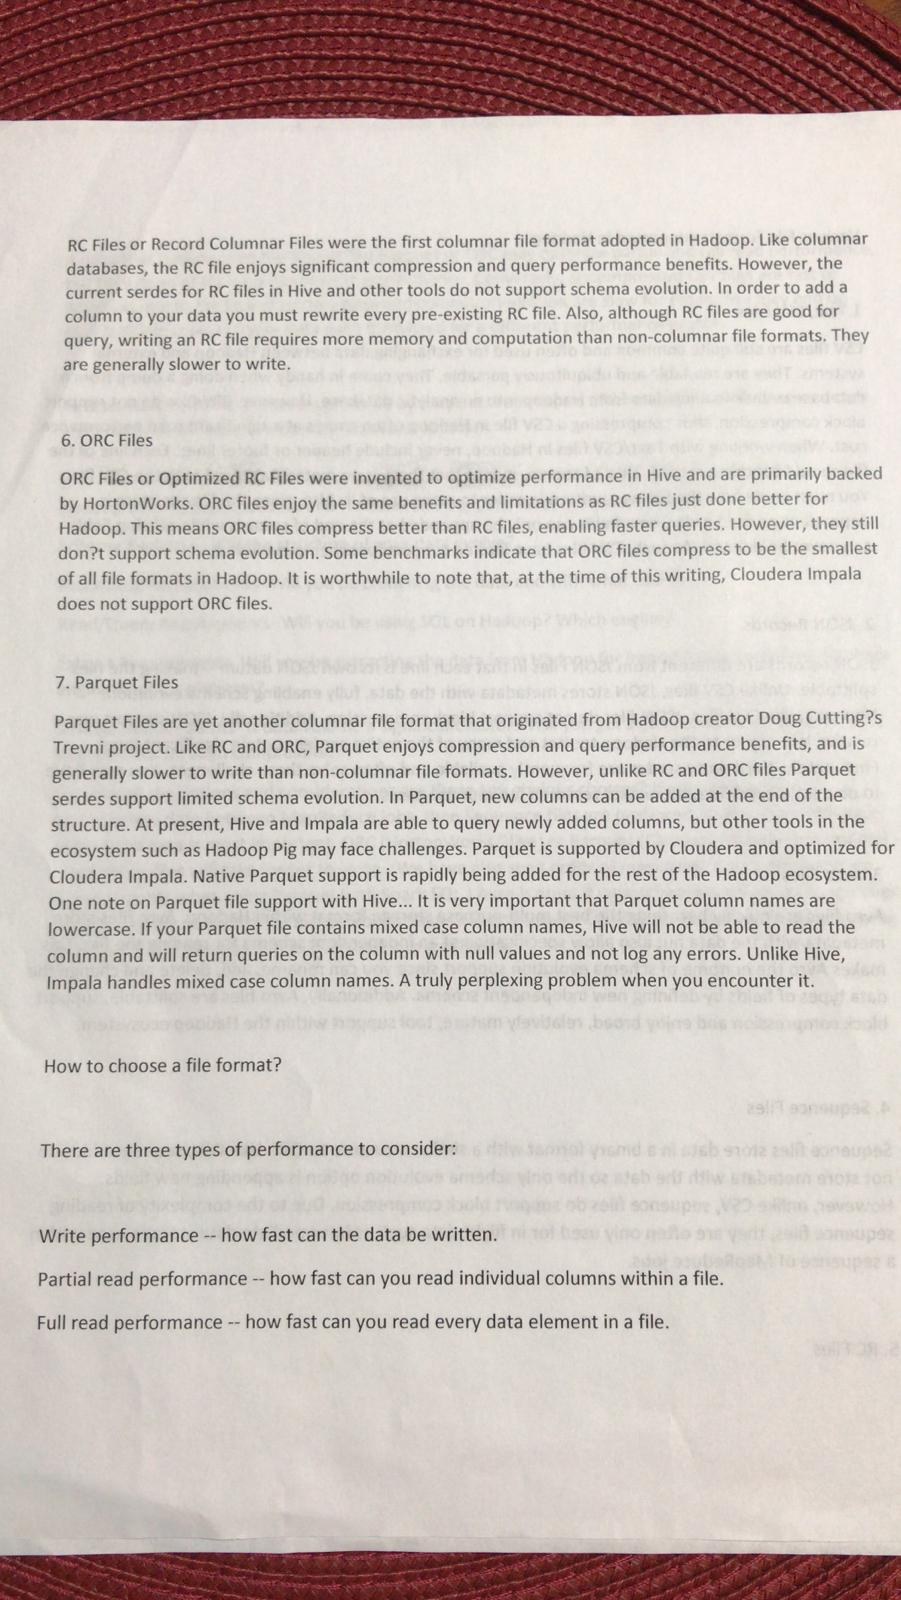 RC Files or Record Columnar Files were the first columnar file format adopted in Hadoop. Like columnar
databases, the RC file enjoys significant compression and query performance benefits. However, the
current serdes for RC files in Hive and other tools do not support schema evolution. In order to add a
column to your data you must rewrite every pre-existing RC file. Also, although RC files are good for
query, writing an RC file requires more memory and computation than non-columnar file formats. They
are generally slower to write.
6. ORC Files
ORC Files or Optimized RC Files were invented to optimize performance in Hive and are primarily backed
by HortonWorks. ORC files enjoy the same benefits and limitations as RC files just done better for
Hadoop. This means ORC files compress better than RC files, enabling faster queries. However, they still
don?t support schema evolution. Some benchmarks indicate that ORC files compress to be the smallest
of all file formats in Hadoop. It is worthwhile to note that, at the time of this writing, Cloudera Impala
does not support ORC files.
7. Parquet Files
Parquet Files are yet another columnar file format that originated from Hadoop creator Doug Cutting?s
Trevni project. Like RC and ORC, Parquet enjoys compression and query performance benefits, and is
generally slower to write than non-columnar file formats. However, unlike RC and ORC files Parquet
serdes support limited schema evolution. In Parquet, new columns can be added at the end of the
structure. At present, Hive and Impala are able to query newly added columns, but other tools in the
ecosystem such as Hadoop Pig may face challenges. Parquet is supported by Cloudera and optimized for
Cloudera Impala. Native Parquet support is rapidly being added for the rest of the Hadoop ecosystem.
One note on Parquet file support with Hive... It is very important that Parquet column names are
lowercase. If your Parquet file contains mixed case column names, Hive will not be able to read the
column and will return queries on the column with null values and not log any errors. Unlike Hive,
Impala handles mixed case column names. A truly perplexing problem when you encounter it.
How to choose a file format?
There are three types of performance to consider:
Write performance -- how fast can the data be written.
Partial read performance -- how fast can you read individual columns within a file.
Full read performance -- how fast can you read every data element in a file.